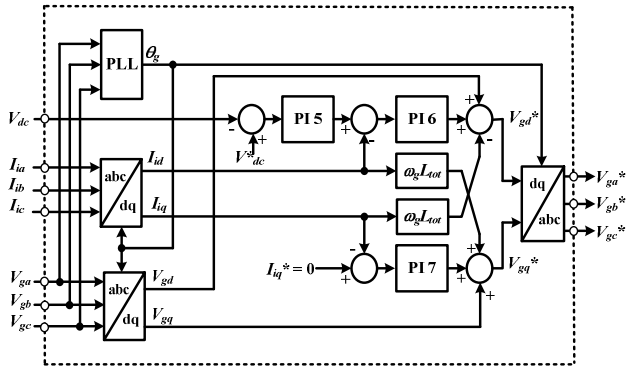 PLL
θg
Vdc
-
+
V*dc
PI 5
+
-
PI 6
+
+
-
Vgd*
Iia
Iib
Iic
abc
dq
Iid
Iiq
ωgLtot
ωgLtot
dq
abc
Vga*
Vgb*
Vgc*
Vga
Vgb
Vgc
abc
dq
Vgd
Vgq
Iiq* = 0
-
+
PI 7
+
+
+
Vgq*